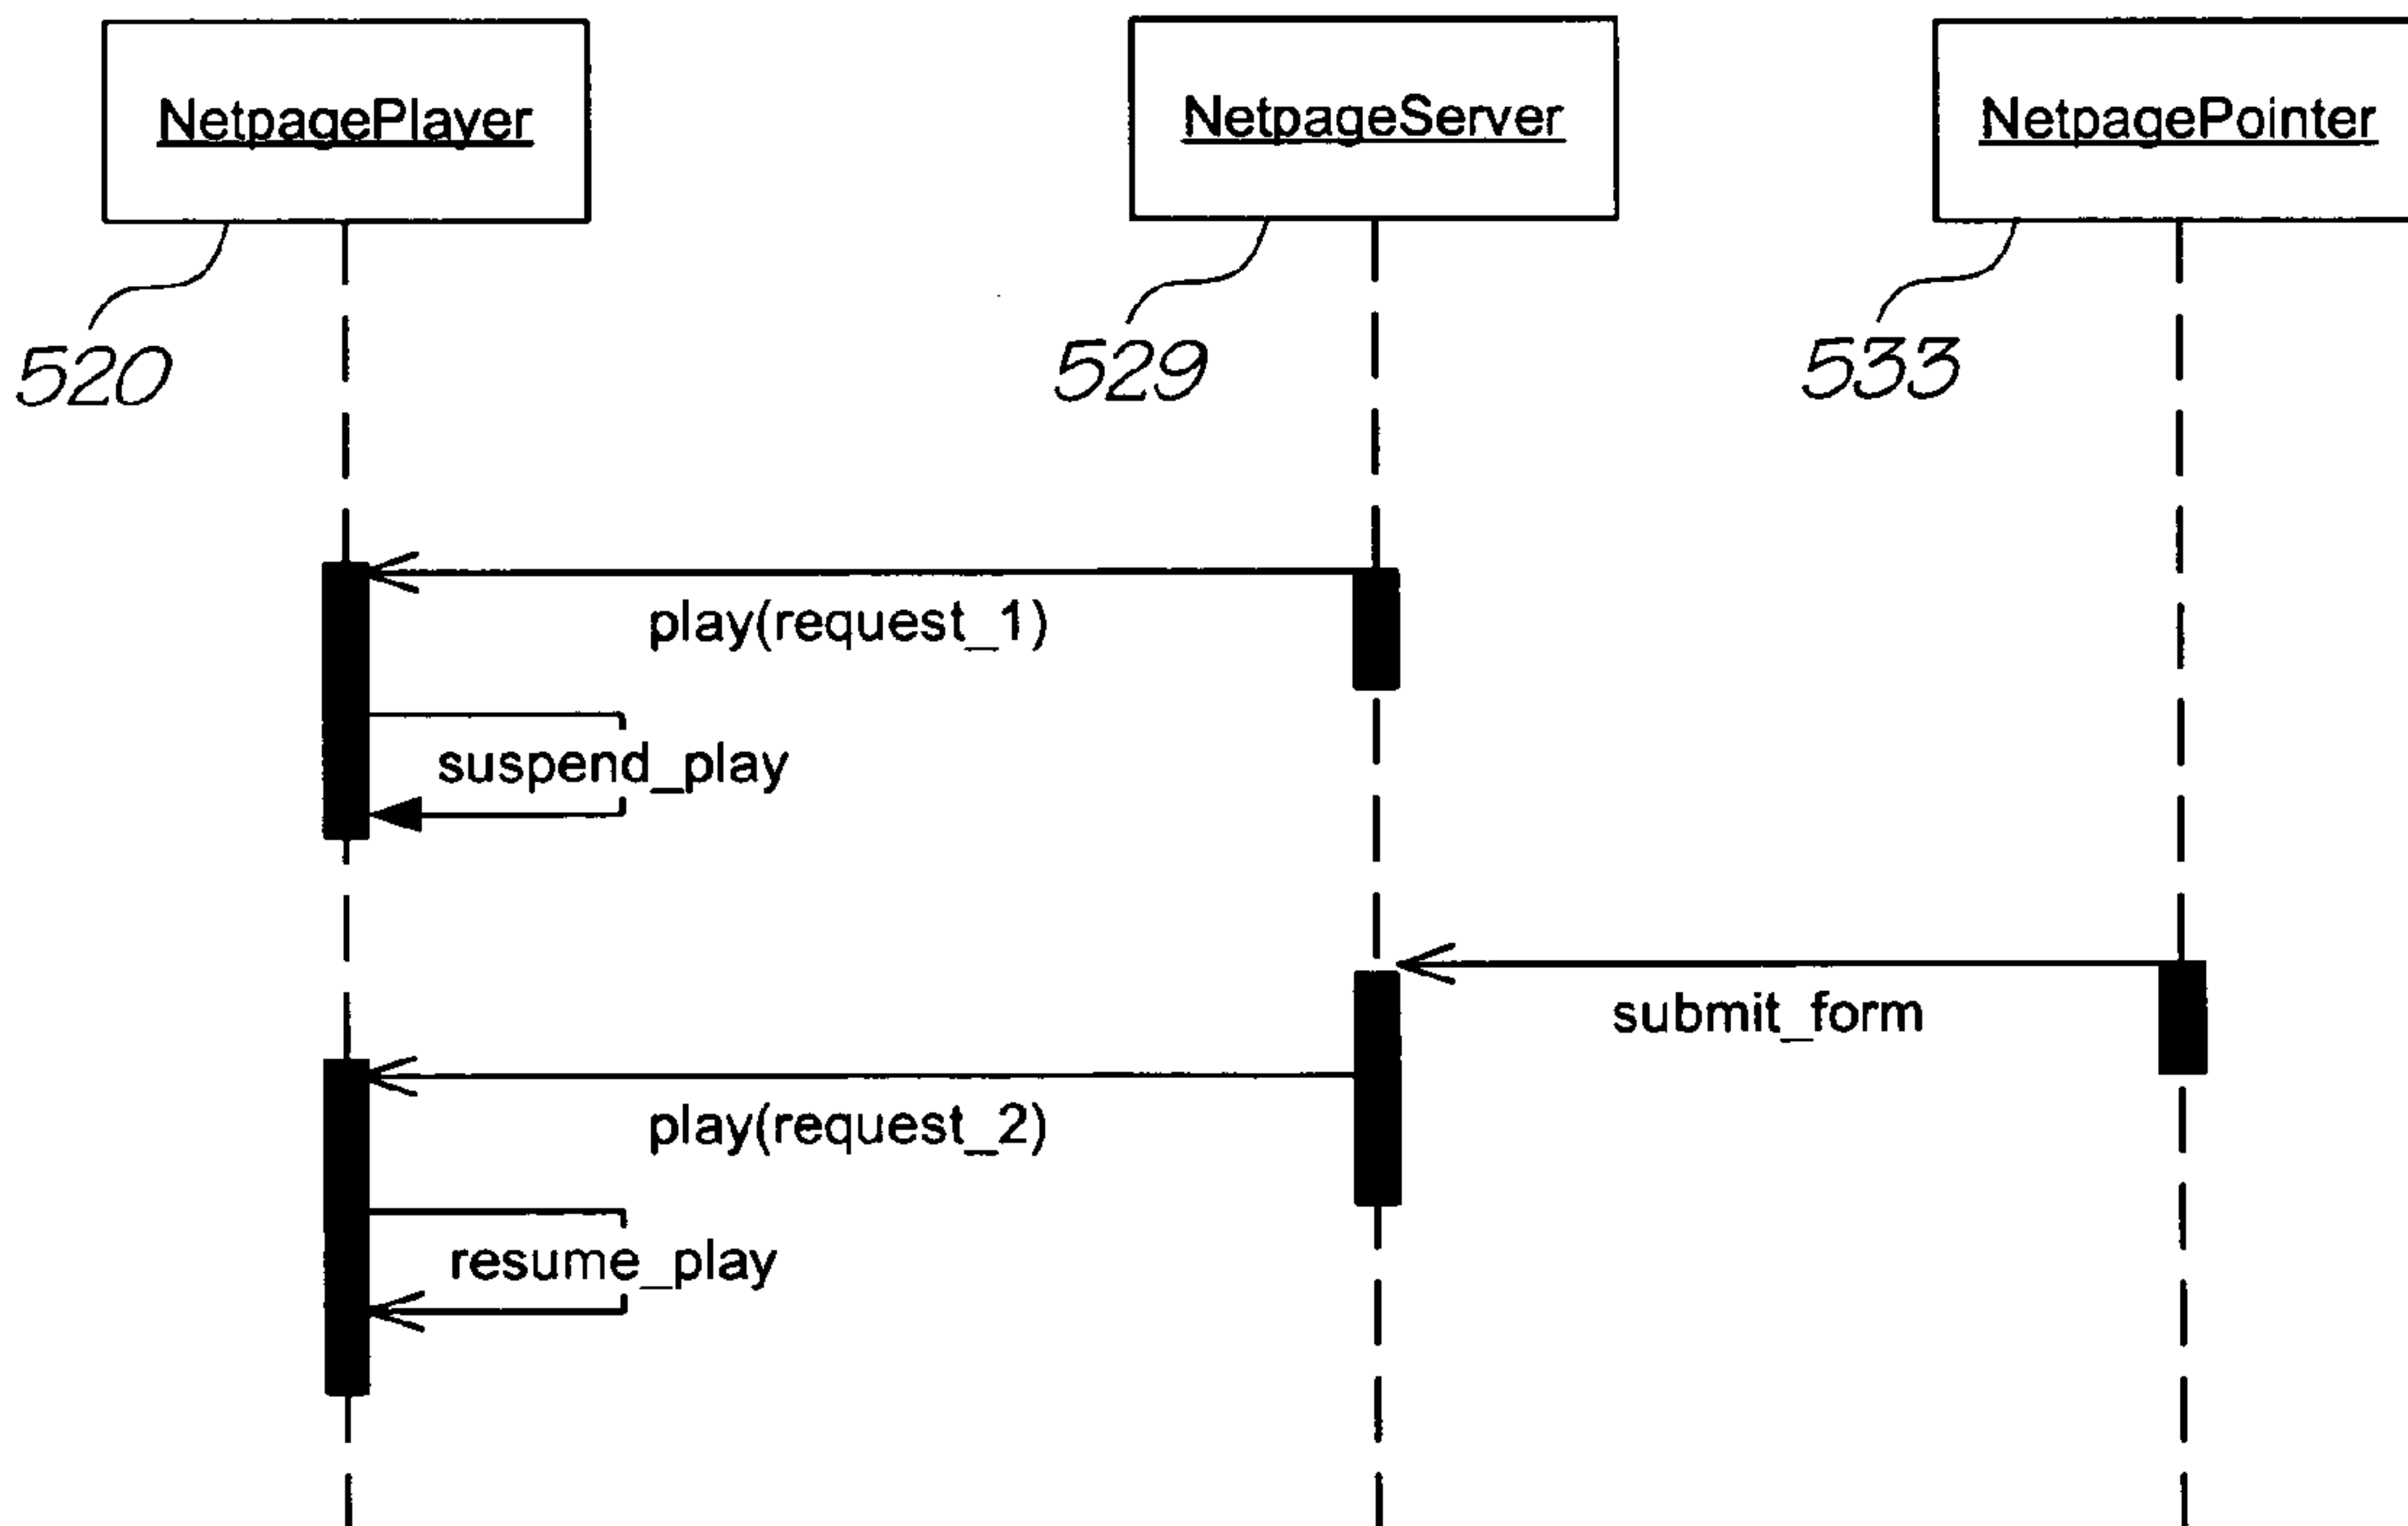 NetpagePlayer
NetpageServer
NetpagePointer
520
529
533
play(request_1)
suspend_play
submit_form
play(request_2)
resume_play